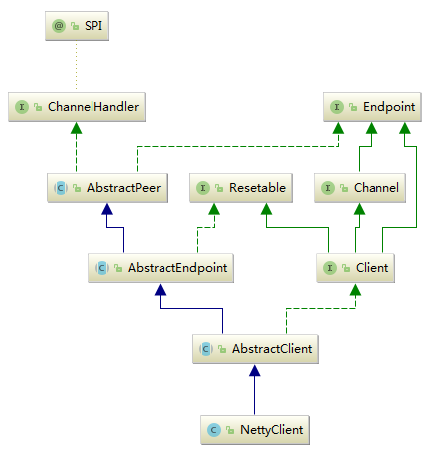 @ SPI
I ChannelHandler
I Endpoint
C AbstractPeer
I Resetable
I Channel
C AbstractEndpoint
I Client
C AbstractClient
C NettyClient